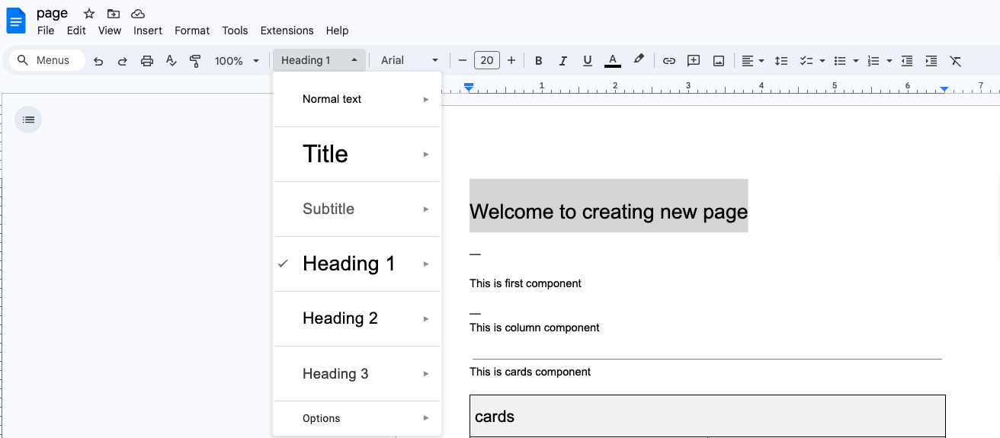 page
File Edit View Insert Format Tools Extensions Help
Menus 100% Heading 1 Arial 20 B I U A
1 2 3 4 5 6 7
Normal text
Title
Subtitle
Heading 1
Heading 2
Heading 3
Options
Welcome to creating new page
—
This is first component
—
This is column component
This is cards component
cards